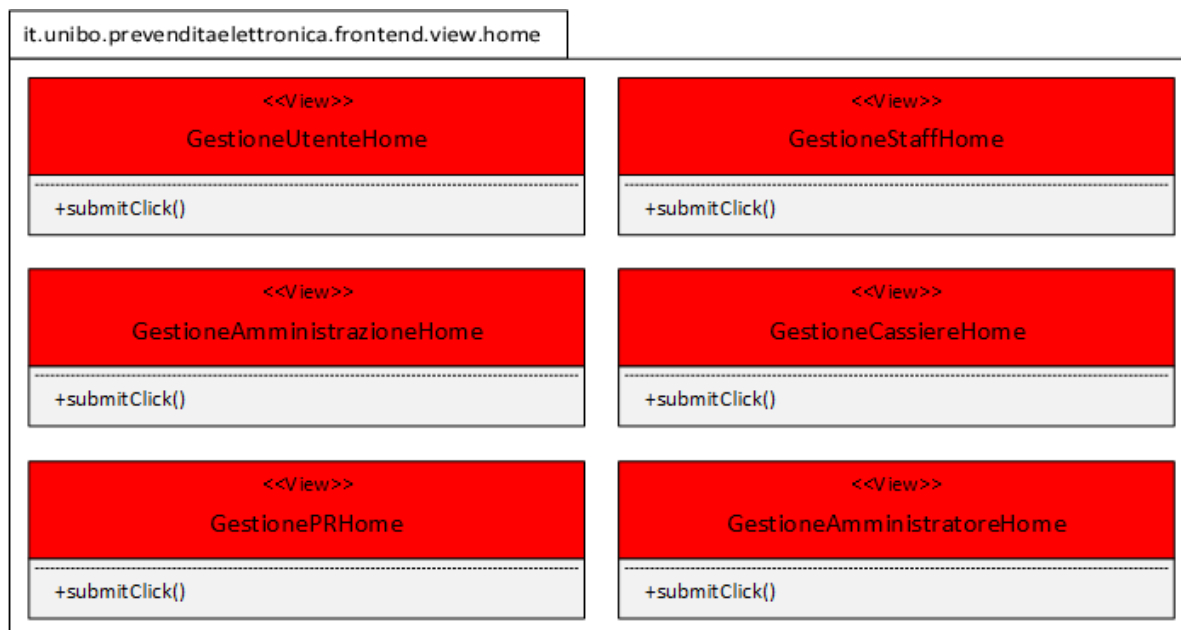 it.unibo.prevenditaelettronica.frontend.view.home
<<View>>
GestioneUtenteHome
+submitClick()
<<View>>
GestioneStaffHome
+submitClick()
<<View>>
GestioneAmministrazioneHome
+submitClick()
<<View>>
GestioneCassiereHome
+submitClick()
<<View>>
GestionePRHome
+submitClick()
<<View>>
GestioneAmministratoreHome
+submitClick()